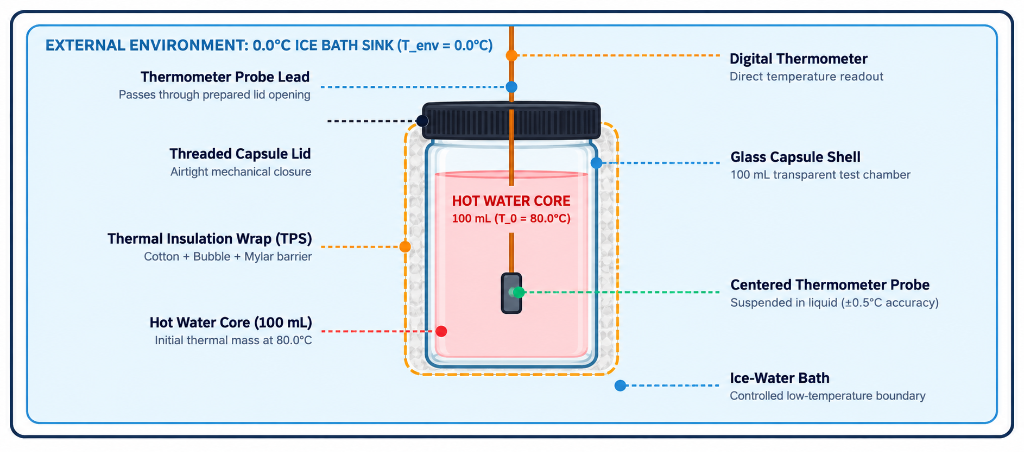 EXTERNAL ENVIRONMENT: 0.0°C ICE BATH SINK (T_env = 0.0°C)
Thermometer Probe Lead
Passes through prepared lid opening
Threaded Capsule Lid
Airtight mechanical closure
Thermal Insulation Wrap (TPS)
Cotton + Bubble + Mylar barrier
Hot Water Core (100 mL)
Initial thermal mass at 80.0°C
HOT WATER CORE
100 mL (T_0 = 80.0°C)
Digital Thermometer
Direct temperature readout
Glass Capsule Shell
100 mL transparent test chamber
Centered Thermometer Probe
Suspended in liquid (±0.5°C accuracy)
Ice-Water Bath
Controlled low-temperature boundary